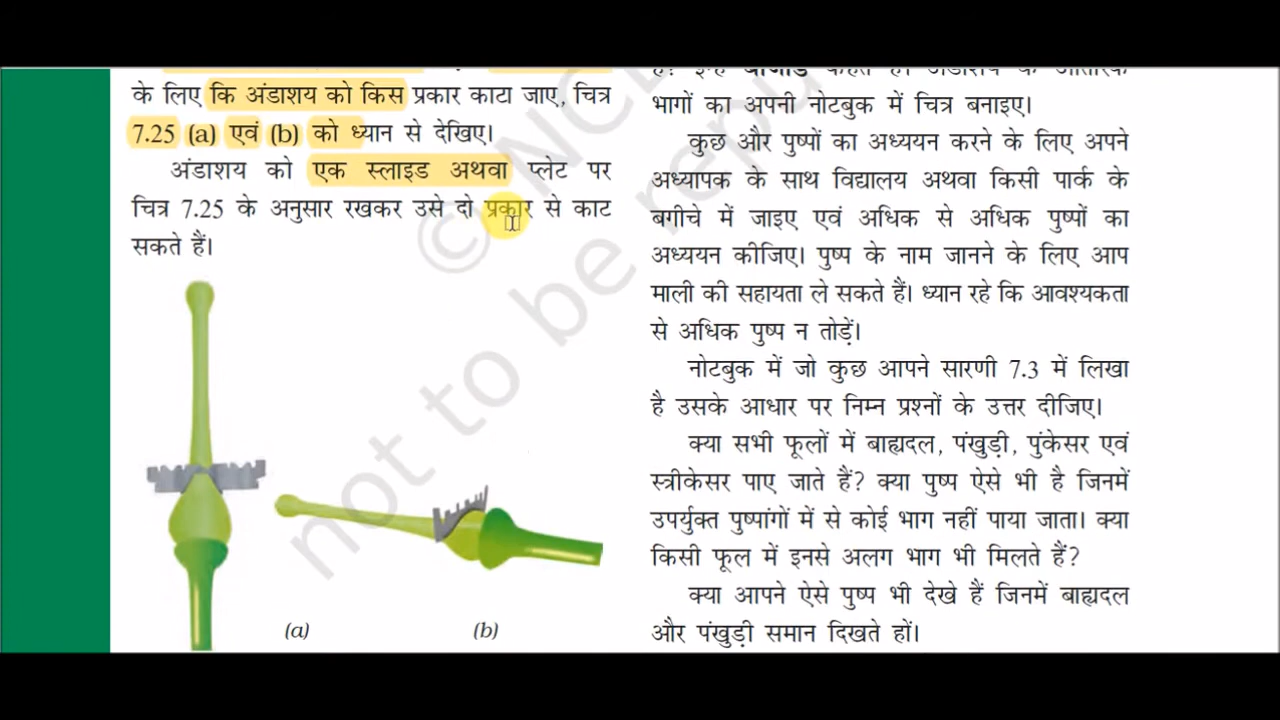 के लिए कि अंडाशय को किस प्रकार काटा जाए, चित्र
7.25 (a) एवं (b) को ध्यान से देखिए।
अंडाशय को एक स्लाइड अथवा प्लेट पर
चित्र 7.25 के अनुसार रखकर उसे दो प्रकार से काट
सकते हैं।
(a)
(b)
भागों का अपनी नोटबुक में चित्र बनाइए।
कुछ और पुष्पों का अध्ययन करने के लिए अपने
अध्यापक के साथ विद्यालय अथवा किसी पार्क के
बगीचे में जाइए एवं अधिक से अधिक पुष्पों का
अध्ययन कीजिए। पुष्प के नाम जानने के लिए आप
माली की सहायता ले सकते हैं। ध्यान रहे कि आवश्यकता
से अधिक पुष्प न तोड़ें।
नोटबुक में जो कुछ आपने सारणी 7.3 में लिखा
है उसके आधार पर निम्न प्रश्नों के उत्तर दीजिए।
क्या सभी फूलों में बाह्यदल, पंखुड़ी, पुंकेसर एवं
स्त्रीकेसर पाए जाते हैं? क्या पुष्प ऐसे भी है जिनमें
उपर्युक्त पुष्पांगों में से कोई भाग नहीं पाया जाता। क्या
किसी फूल में इनसे अलग भाग भी मिलते हैं?
क्या आपने ऐसे पुष्प भी देखे हैं जिनमें बाह्यदल
और पंखुड़ी समान दिखते हों।
not to be repu